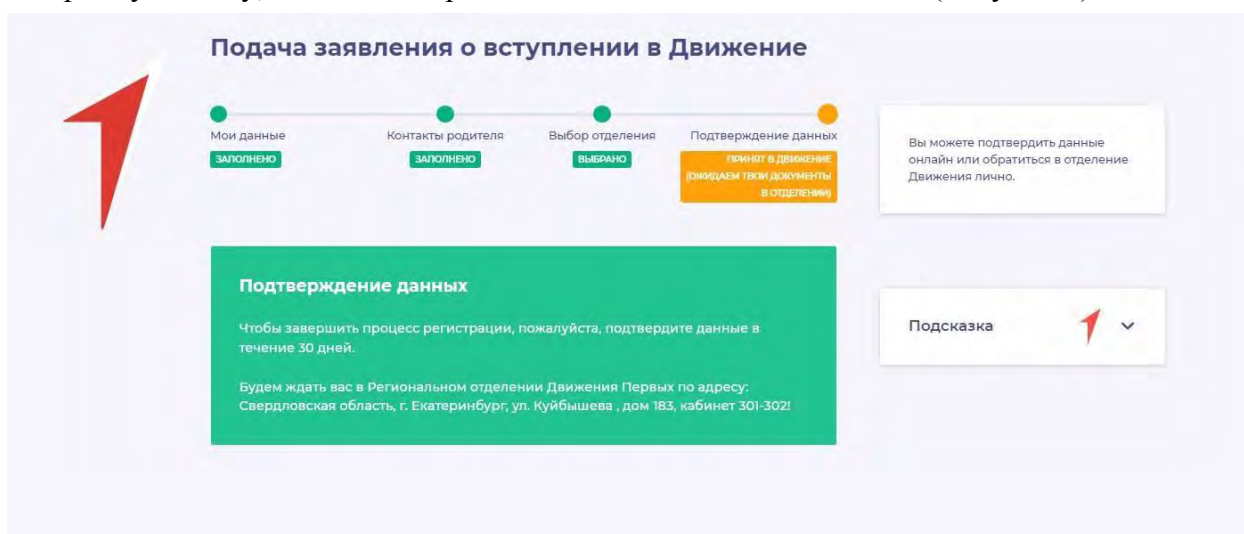 Подача заявления о вступлении в Движение
Мои данные
ЗАПОЛНЕНО
Контакты родителя
ЗАПОЛНЕНО
Выбор отделения
ВЫБРАНО
Подтверждение данных
ПРИНЯТ В ДВИЖЕНИЕ
(ОЖИДАЕМ ТВОИ ДОКУМЕНТЫ
В ОТДЕЛЕНИИ)
Вы можете подтвердить данные
онлайн или обратиться в отделение
Движения лично.
Подтверждение данных
Чтобы завершить процесс регистрации, пожалуйста, подтвердите данные в
течение 30 дней.
Будем ждать вас в Региональном отделении Движения Первых по адресу:
Свердловская область, г. Екатеринбург, ул. Куйбышева , дом 183, кабинет 301-302!
Подсказка